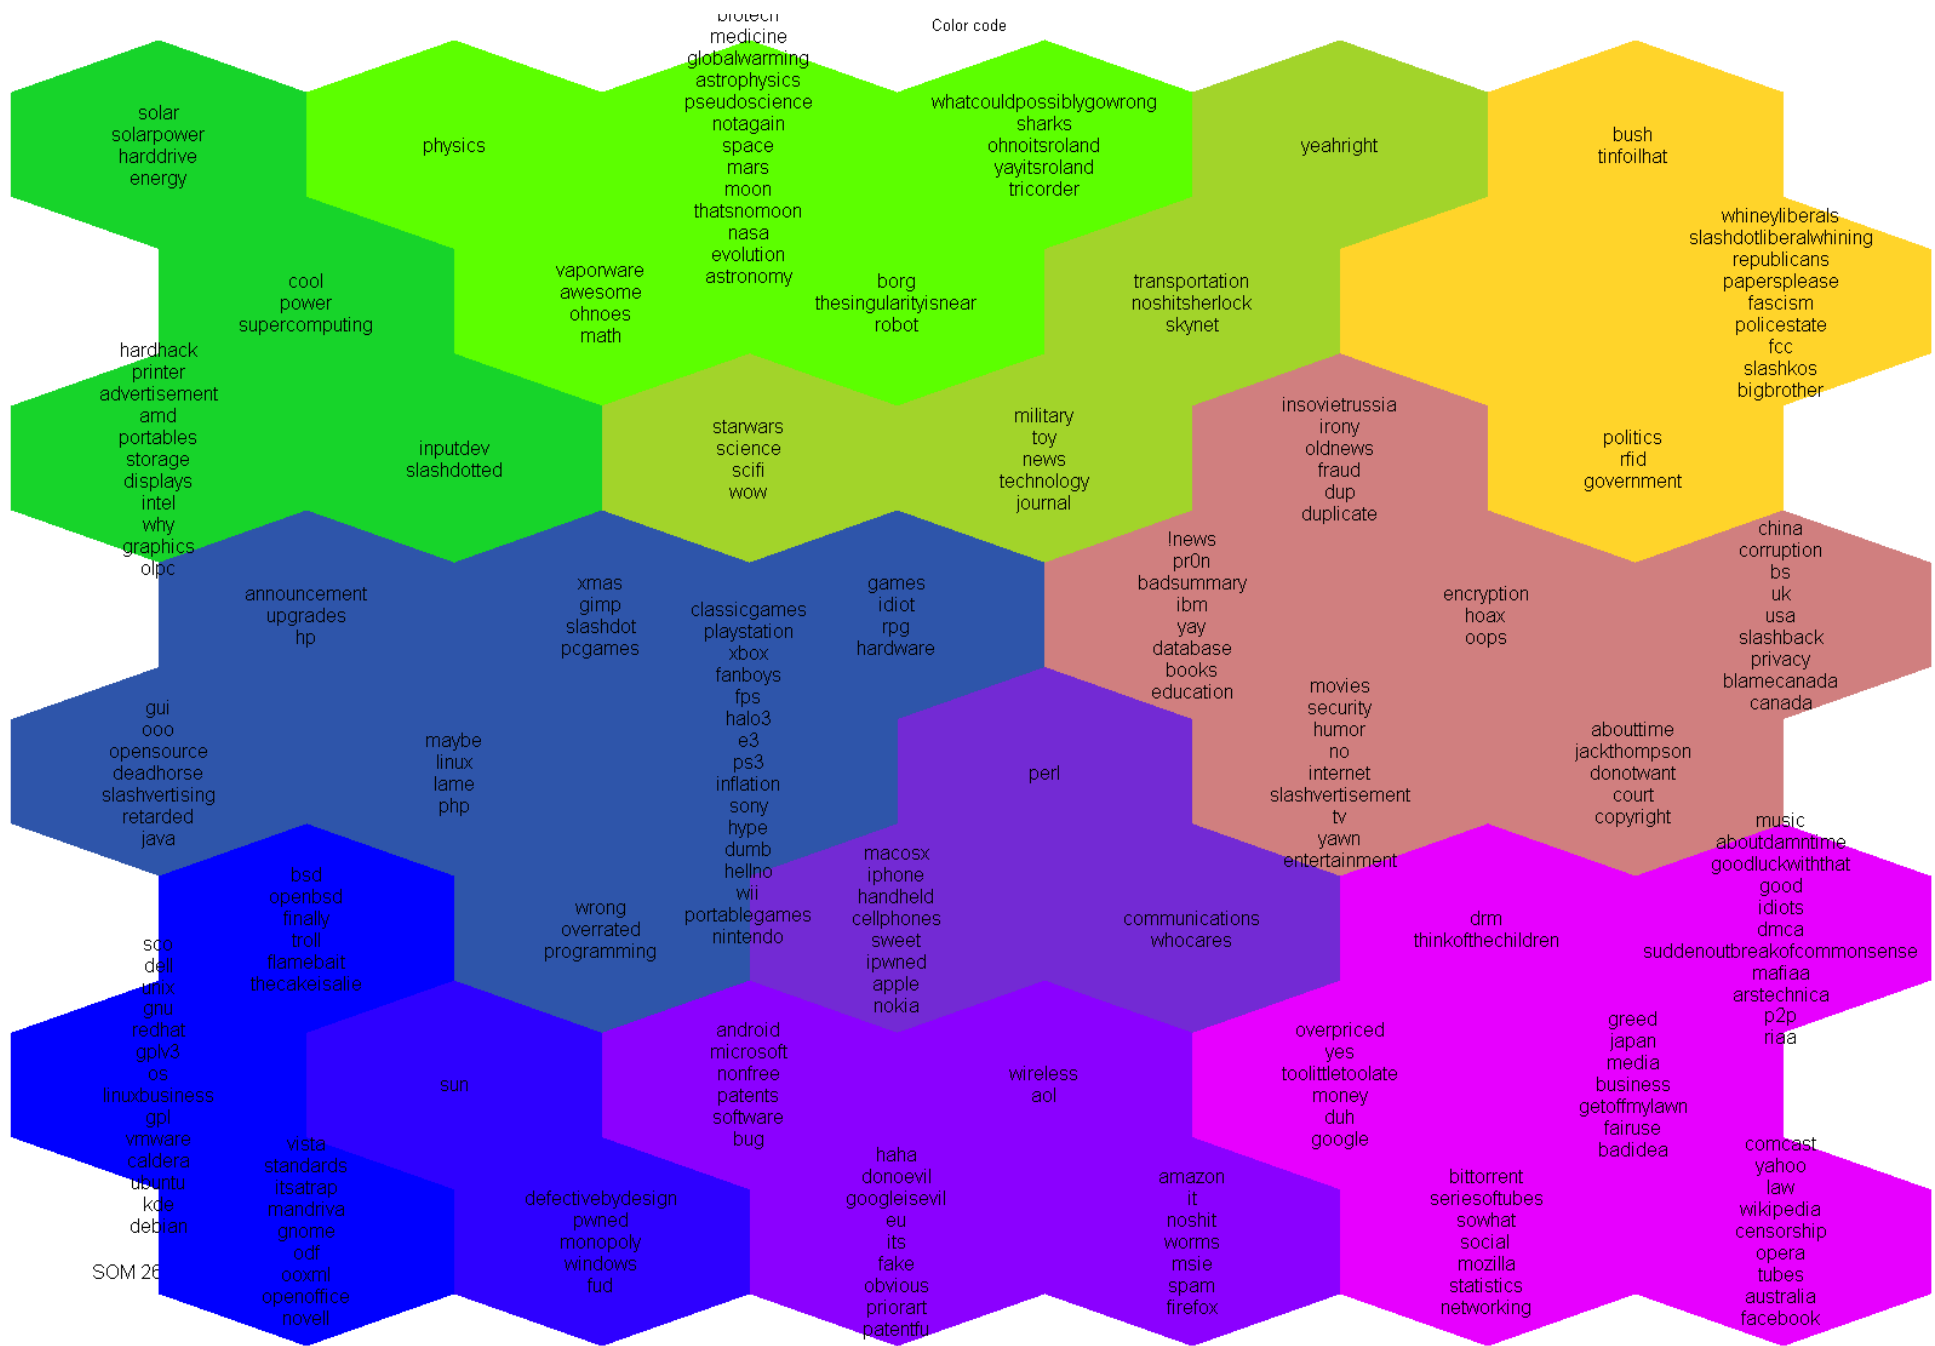 Color code
solar
solarpower
harddrive
energy
physics
biotech
medicine
globalwarming
astrophysics
pseudoscience
notagain
space
mars
moon
thatsnomoon
nasa
evolution
astronomy
whatcouldpossiblygowrong
sharks
ohnoitsroland
yayitsroland
tricorder
yeahright
bush
tinfoilhat
cool
power
supercomputing
vaporware
awesome
ohnoes
math
borg
thesingularityisnear
robot
transportation
noshitsherlock
skynet
whineyliberals
slashdotliberalwhining
republicans
papersplease
fascism
policestate
fcc
slashkos
bigbrother
hardhack
printer
advertisement
amd
portables
storage
displays
intel
why
graphics
olpc
inputdev
slashdotted
starwars
science
scifi
wow
military
toy
news
technology
journal
insovietrussia
irony
oldnews
fraud
dup
duplicate
politics
rfid
government
announcement
upgrades
hp
xmas
gimp
slashdot
pcgames
games
idiot
rpg
hardware
!news
pr0n
badsummary
ibm
yay
database
books
education
encryption
hoax
oops
china
corruption
bs
uk
usa
slashback
privacy
blamecanada
canada
gui
ooo
opensource
deadhorse
slashvertising
retarded
java
maybe
linux
lame
php
classicgames
playstation
xbox
fanboys
fps
halo3
e3
ps3
inflation
sony
hype
dumb
hellno
wii
portablegames
nintendo
perl
movies
security
humor
no
internet
slashvertisement
tv
yawn
entertainment
abouttime
jackthompson
donotwant
court
copyright
bsd
openbsd
finally
troll
flamebait
thecakeisalie
wrong
overrated
programming
macosx
iphone
handheld
cellphones
sweet
ipwned
apple
nokia
communications
whocares
drm
thinkofthechildren
music
aboutdamntime
goodluckwiththat
good
idiots
dmca
suddenoutbreakofcommonsense
mafiaa
arstechnica
p2p
riaa
sco
dell
unix
gnu
redhat
gplv3
os
linuxbusiness
gpl
vmware
caldera
ubuntu
kde
debian
sun
android
microsoft
nonfree
patents
software
bug
wireless
aol
overpriced
yes
toolittletoolate
money
duh
google
greed
japan
media
business
getoffmylawn
fairuse
badidea
vista
standards
itsatrap
mandriva
gnome
odf
ooxml
openoffice
novell
defectivebydesign
pwned
monopoly
windows
fud
haha
donoevil
googleisevil
eu
its
fake
obvious
priorart
patentfu
amazon
it
noshit
worms
msie
spam
firefox
bittorrent
seriesoftubes
sowhat
social
mozilla
statistics
networking
comcast
yahoo
law
wikipedia
censorship
opera
tubes
australia
facebook
SOM 26